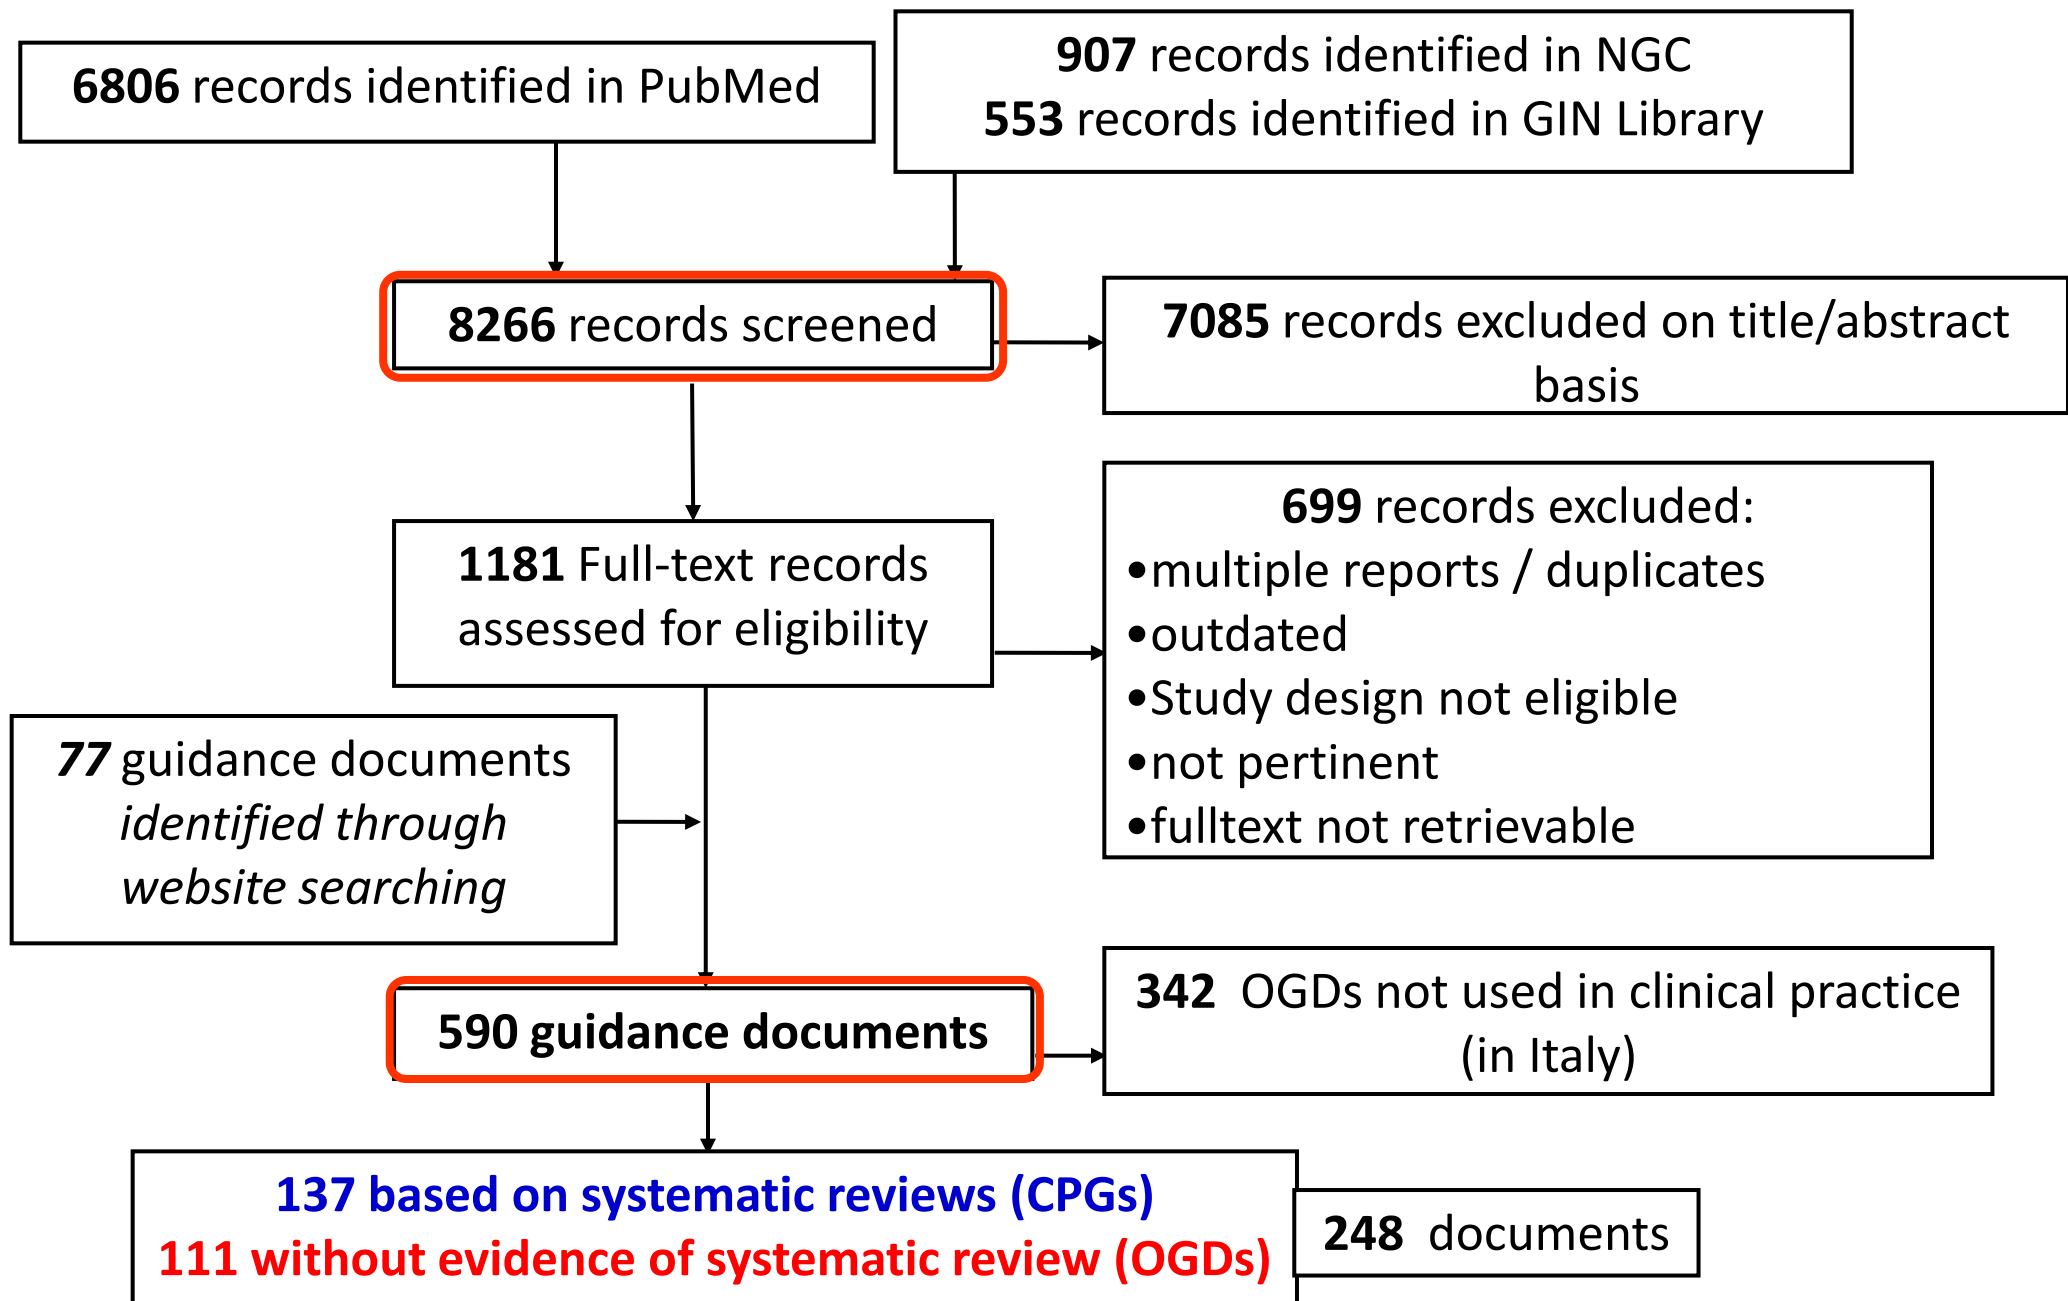 6806 records identified in PubMed
907 records identified in NGC
553 records identified in GIN Library
8266 records screened
7085 records excluded on title/abstract
basis
1181 Full-text records
assessed for eligibility
699 records excluded:
•multiple reports / duplicates
•outdated
•Study design not eligible
•not pertinent
•fulltext not retrievable
77 guidance documents
identified through
website searching
590 guidance documents
342 OGDs not used in clinical practice
(in Italy)
137 based on systematic reviews (CPGs)
111 without evidence of systematic review (OGDs)
248 documents